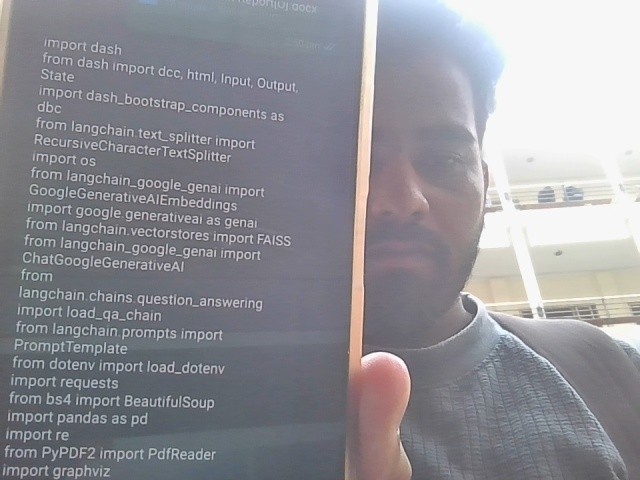 Report[0].docx
import dash
from dash import dcc, html, Input, Output,
State
import dash_bootstrap_components as
dbc
from langchain.text_splitter import
RecursiveCharacterTextSplitter
import os
from langchain_google_genai import
GoogleGenerativeAIEmbeddings
import google.generativeai as genai
from langchain.vectorstores import FAISS
from langchain_google_genai import
ChatGoogleGenerativeAI
from
langchain.chains.question_answering
import load_qa_chain
from langchain.prompts import
PromptTemplate
from dotenv import load_dotenv
import requests
from bs4 import BeautifulSoup
import pandas as pd
import re
from PyPDF2 import PdfReader
import graphviz